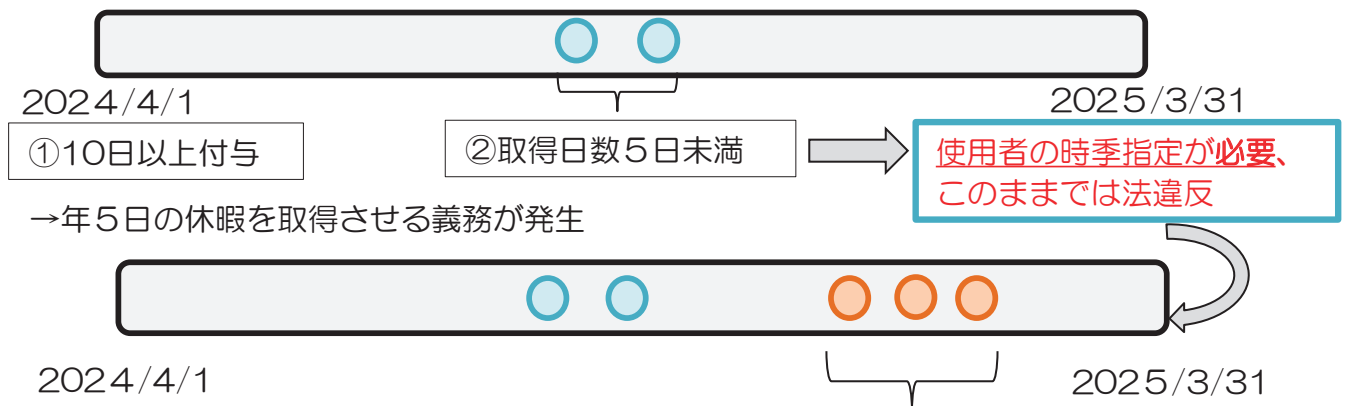 2024/4/1
2025/3/31
①10日以上付与
②取得日数5日未満
使用者の時季指定が必要、
このままでは法違反
→年5日の休暇を取得させる義務が発生
2024/4/1
2025/3/31